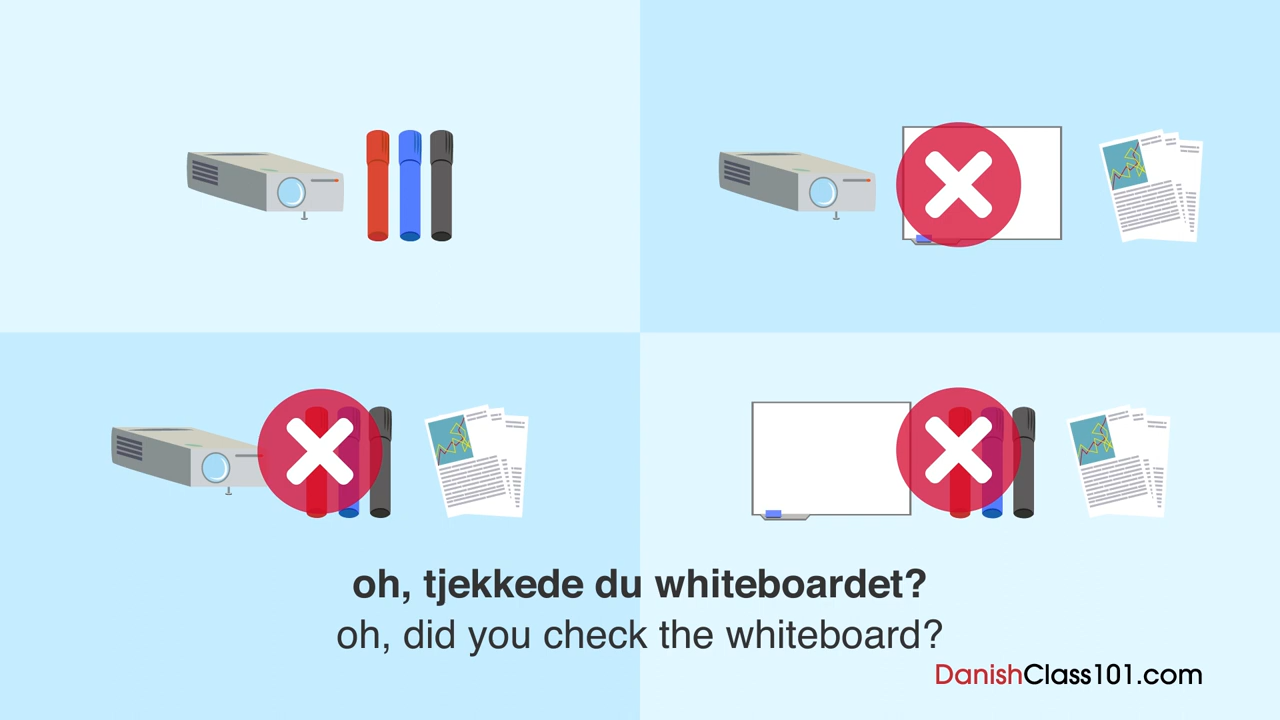 oh, tjekkede du whiteboardet?
oh, did you check the whiteboard?
DanishClass101.com